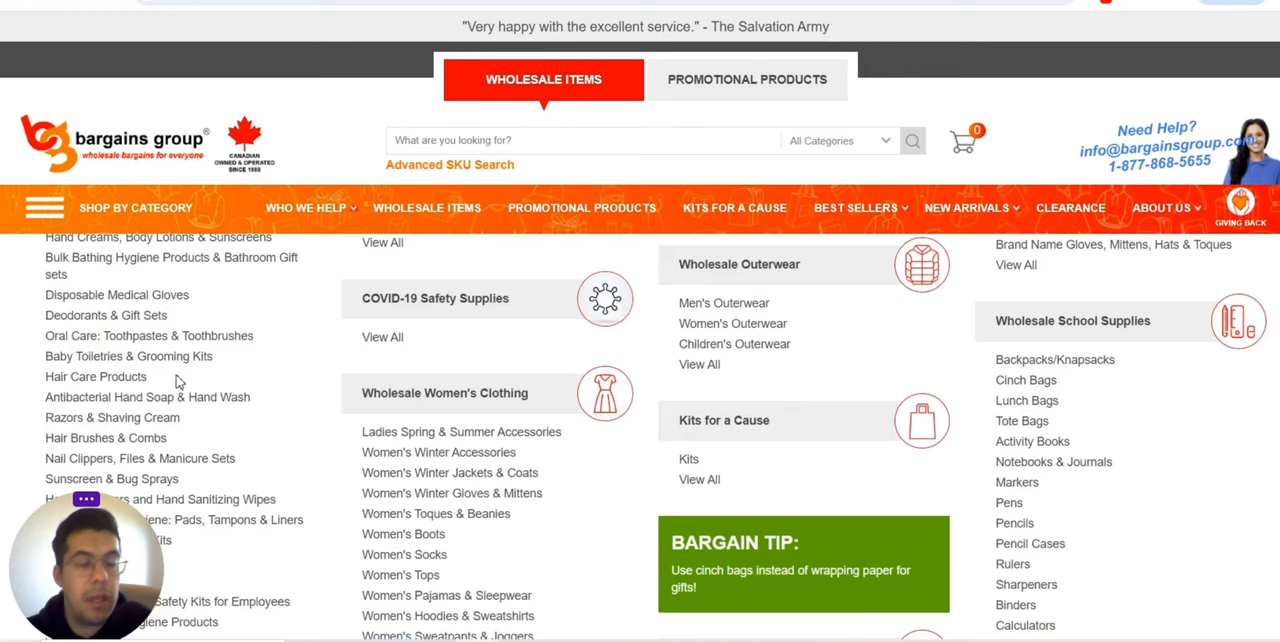 "Very happy with the excellent service." - The Salvation Army
WHOLESALE ITEMS
PROMOTIONAL PRODUCTS
bg bargains group®
wholesale bargains for everyone
CANADIAN
OWNED & OPERATED
SINCE 1988
What are you looking for?
All Categories
0
Advanced SKU Search
Need Help?
info@bargainsgroup.com
1-877-868-5655
SHOP BY CATEGORY
WHO WE HELP
WHOLESALE ITEMS
PROMOTIONAL PRODUCTS
KITS FOR A CAUSE
BEST SELLERS
NEW ARRIVALS
CLEARANCE
ABOUT US
GIVING BACK
Hand Creams, Body Lotions & Sunscreens
Bulk Bathing Hygiene Products & Bathroom Gift
sets
Disposable Medical Gloves
Deodorants & Gift Sets
Oral Care: Toothpastes & Toothbrushes
Baby Toiletries & Grooming Kits
Hair Care Products
Antibacterial Hand Soap & Hand Wash
Razors & Shaving Cream
Hair Brushes & Combs
Nail Clippers, Files & Manicure Sets
Sunscreen & Bug Sprays
and Hand Sanitizing Wipes
Pads, Tampons & Liners
Safety Kits for Employees
Products
View All
COVID-19 Safety Supplies
View All
Wholesale Women's Clothing
Ladies Spring & Summer Accessories
Women's Winter Accessories
Women's Winter Jackets & Coats
Women's Winter Gloves & Mittens
Women's Toques & Beanies
Women's Boots
Women's Socks
Women's Tops
Women's Pajamas & Sleepwear
Women's Hoodies & Sweatshirts
Women's Sweatpants & Joggers
Wholesale Outerwear
Men's Outerwear
Women's Outerwear
Children's Outerwear
View All
Kits for a Cause
Kits
View All
BARGAIN TIP:
Use cinch bags instead of wrapping paper for
gifts!
Brand Name Gloves, Mittens, Hats & Toques
View All
Wholesale School Supplies
Backpacks/Knapsacks
Cinch Bags
Lunch Bags
Tote Bags
Activity Books
Notebooks & Journals
Markers
Pens
Pencils
Pencil Cases
Rulers
Sharpeners
Binders
Calculators